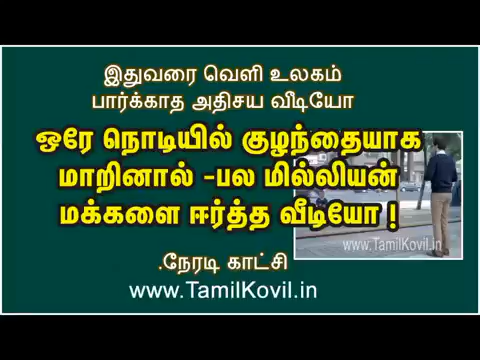 இதுவரை வெளி உலகம்
பார்க்காத அதிசய வீடியோ
ஒரே நொடியில் குழந்தையாக
மாறினால் -பல மில்லியன்
மக்களை ஈர்த்த வீடியோ !
www.TamilKovil.in
.நேரடி காட்சி
www.TamilKovil.in